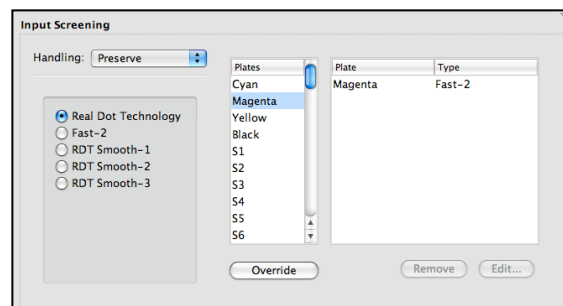 Input Screening
Handling: Preserve
Real Dot Technology
Fast-2
RDT Smooth-1
RDT Smooth-2
RDT Smooth-3
Plates
Cyan
Magenta
Yellow
Black
S1
S2
S3
S4
S5
S6
Override
Plate Type
Magenta Fast-2
Remove Edit...